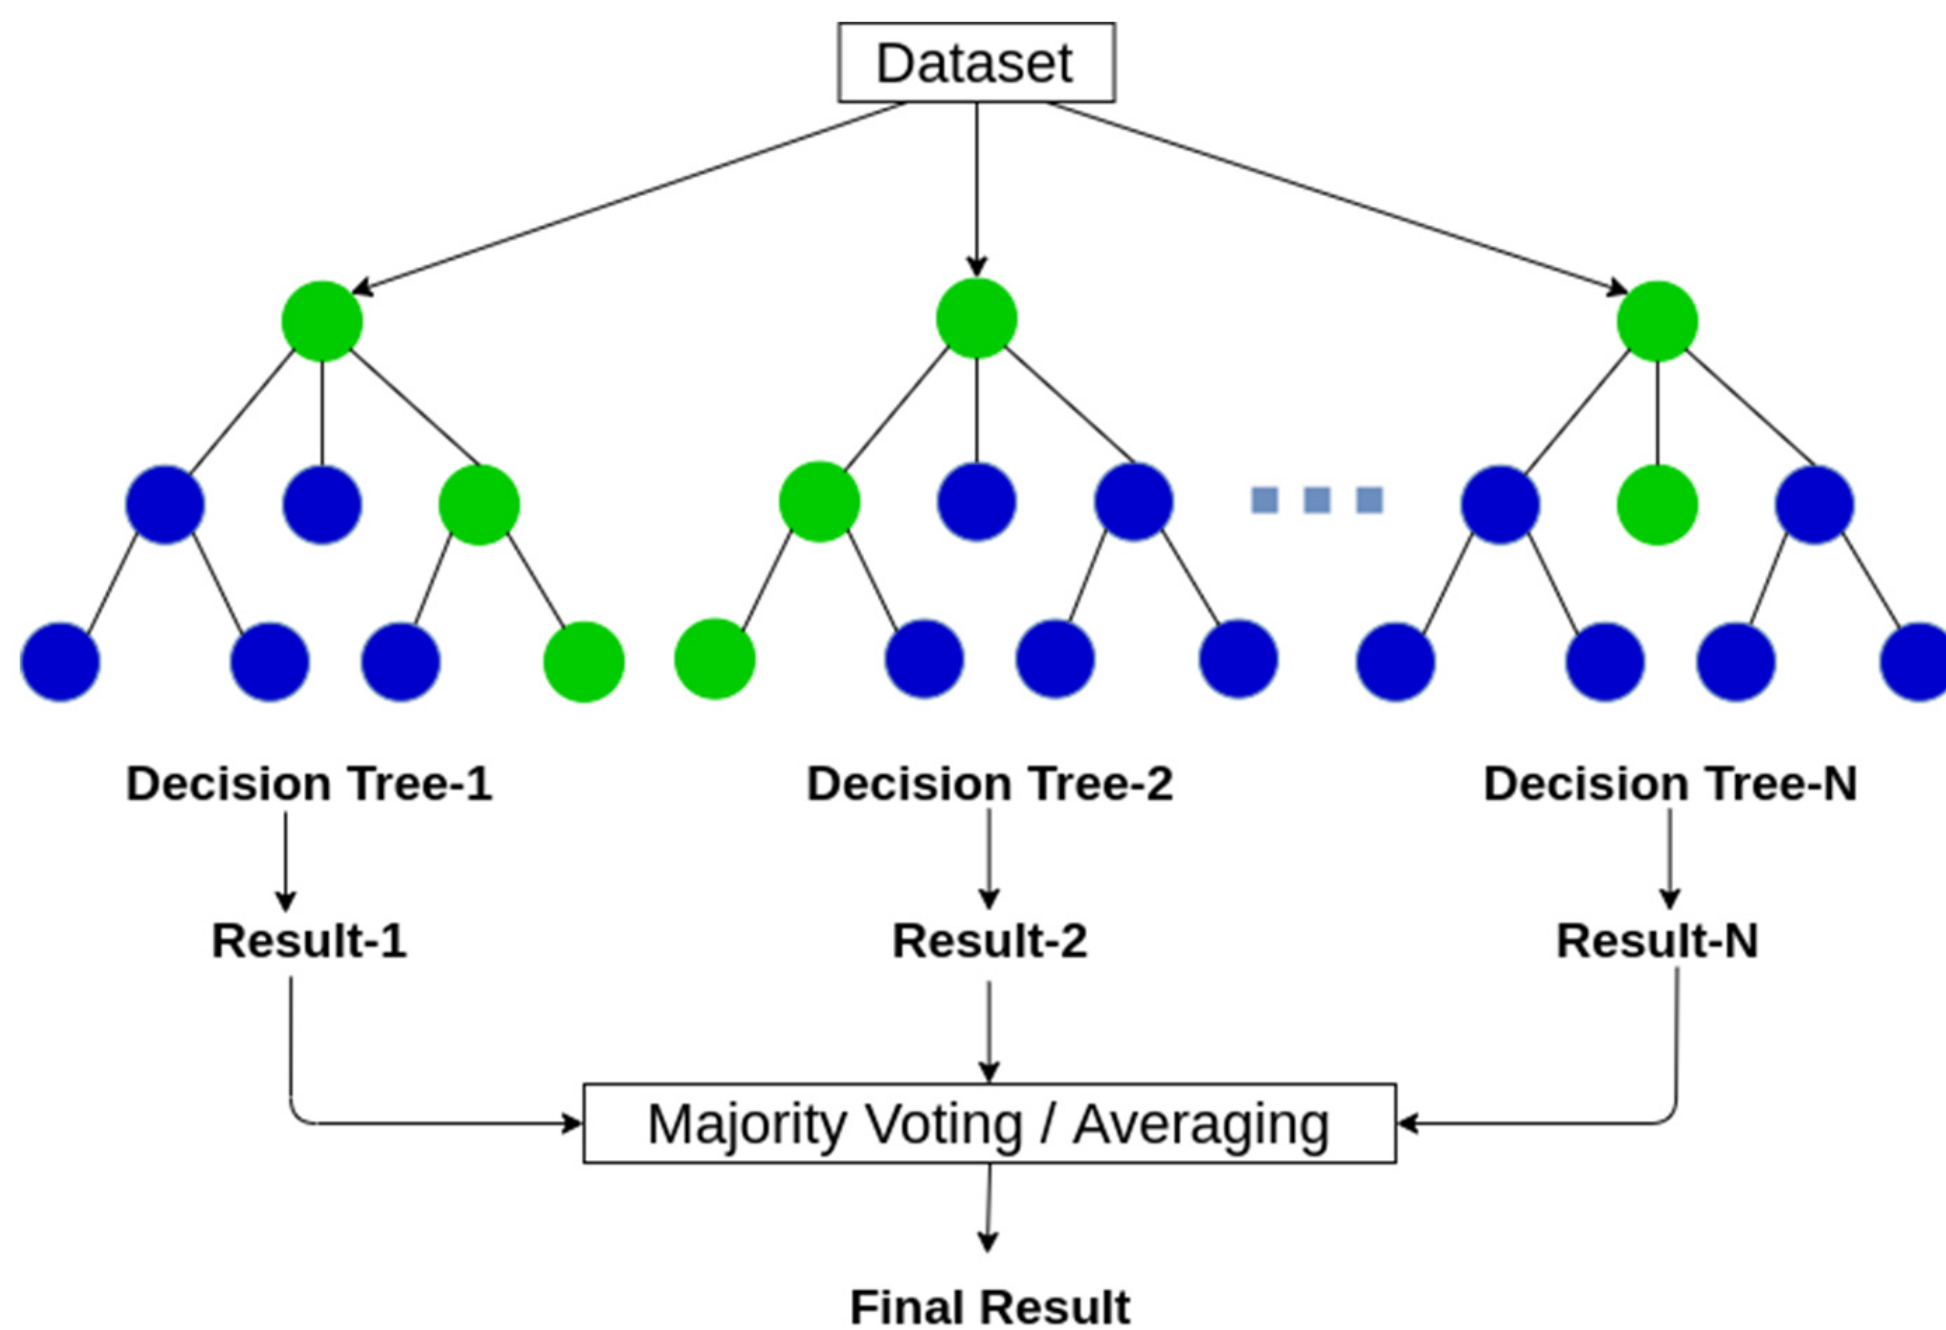 Dataset
Decision Tree-1
Decision Tree-2
Decision Tree-N
Result-1
Result-2
Result-N
Majority Voting / Averaging
Final Result